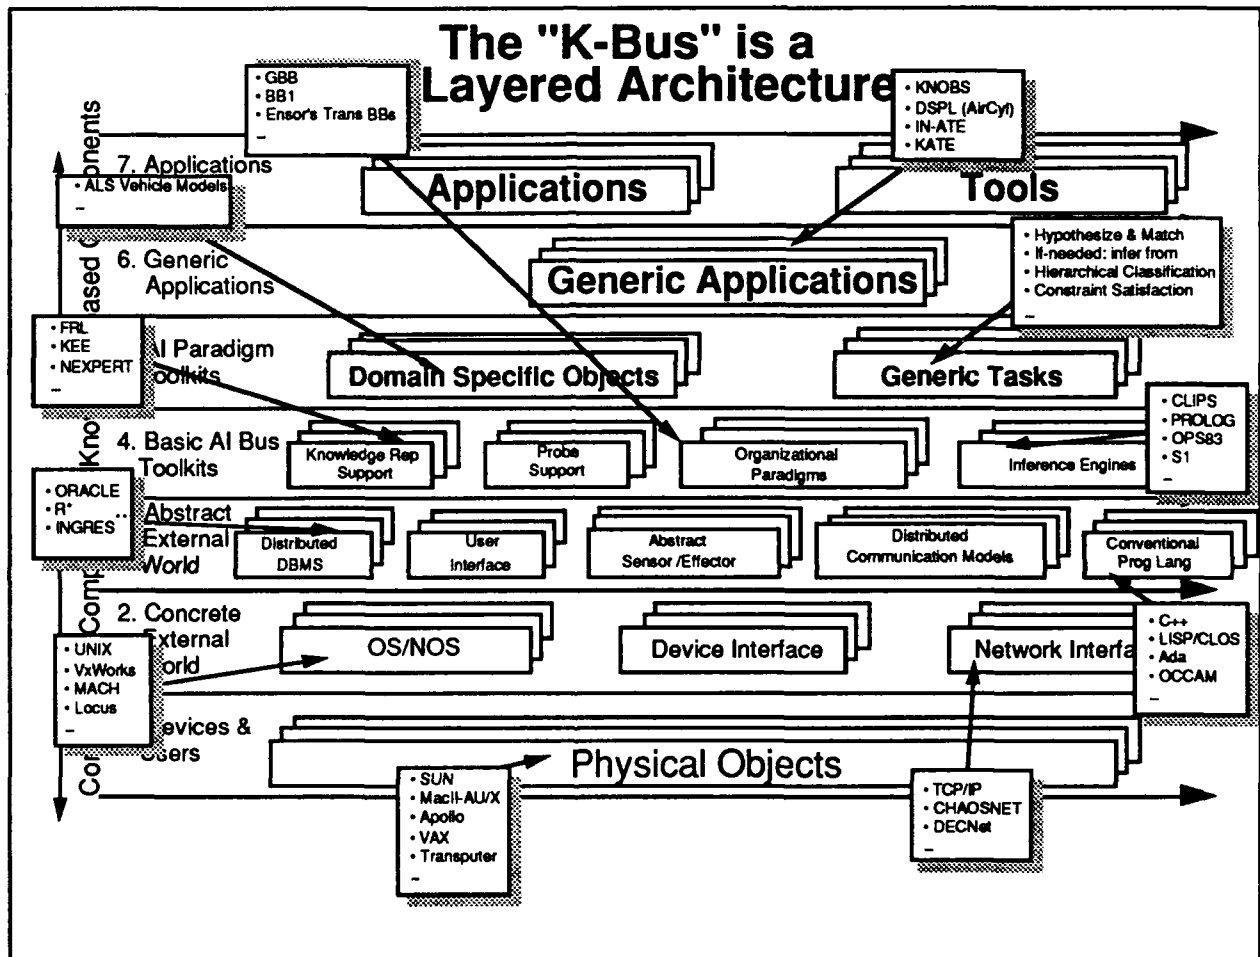 The "K-Bus" is a
Layered Architecture
• GBB
• BB1
• Ensor's Trans BBs
–
• KNOBS
• DSPL (AirCyl)
• IN-ATE
• KATE
–
7. Applications
• ALS Vehicle Models
–
Applications
Tools
6. Generic
Applications
Generic Applications
• Hypothesize & Match
• If-needed: infer from
• Hierarchical Classification
• Constraint Satisfaction
–
• FRL
• KEE
• NEXPERT
–
AI Paradigm
Toolkits
Domain Specific Objects
Generic Tasks
• CLIPS
• PROLOG
• OPS83
• S1
–
4. Basic AI Bus
Toolkits
Knowledge Rep
Support
Probe
Support
Organizational
Paradigms
Inference Engines
• ORACLE
• R*
• INGRES
...
Abstract
External
World
Distributed
DBMS
User
Interface
Abstract
Sensor /Effector
Distributed
Communication Models
Conventional
Prog Lang
2. Concrete
External
World
• UNIX
• VxWorks
• MACH
• Locus
–
OS/NOS
Device Interface
Network Interfa
• C++
• LISP/CLOS
• Ada
• OCCAM
–
evices &
sers
Physical Objects
• SUN
• MacII-AU/X
• Apollo
• VAX
• Transputer
–
• TCP/IP
• CHAOSNET
• DECNet
–